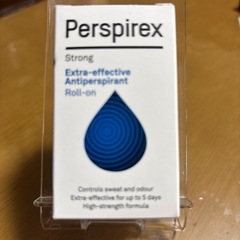 Perspirex
Strong
Extra-effective
Antiperspirant
Roll-on
Controls sweat and odour
Extra-effective for up to 5 days
High-strength formula